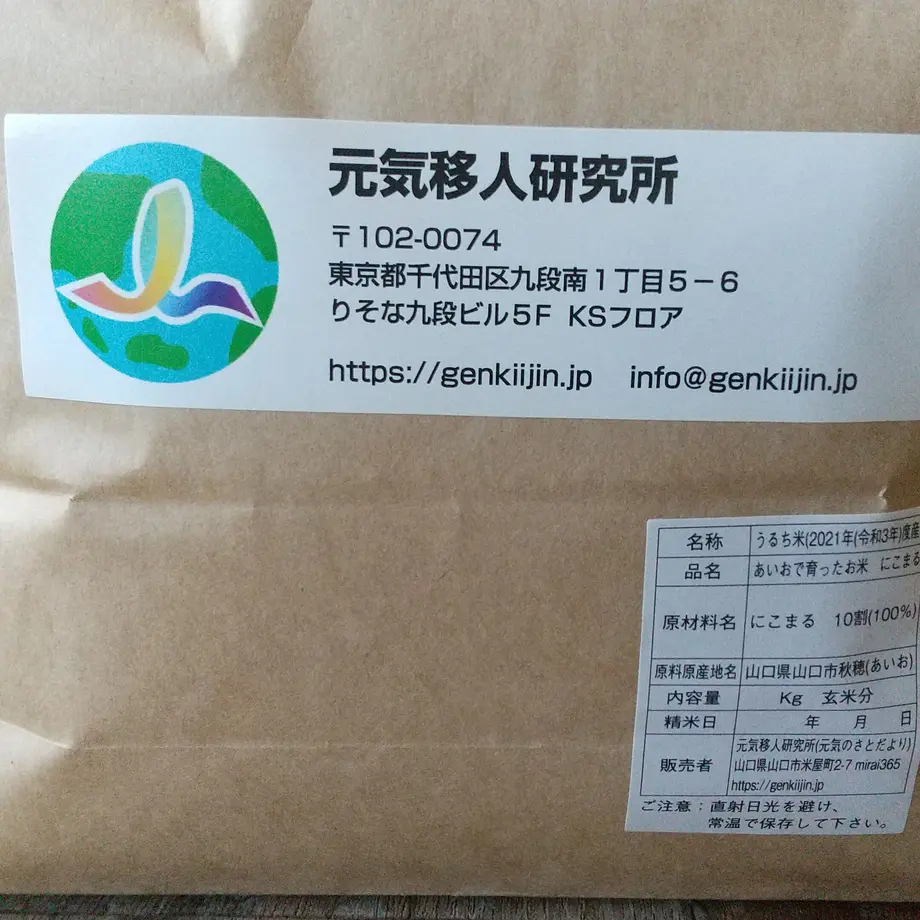 元気移人研究所
〒102-0074
東京都千代田区九段南1丁目5-6
りそな九段ビル5F KSフロア
https://genkiijin.jp info@genkiijin.jp
名称 うるち米(2021年(令和3年)度産
品名 あいおで育ったお米 にこまる
原材料名 にこまる 10割(100%)
原料原産地名 山口県山口市秋穂(あいお)
内容量 Kg 玄米分
精米日 年 月 日
販売者 元気移人研究所(元気のさとだより)
山口県山口市米屋町2-7 mirai365
https://genkiijin.jp
ご注意:直射日光を避け、
常温で保存して下さい。